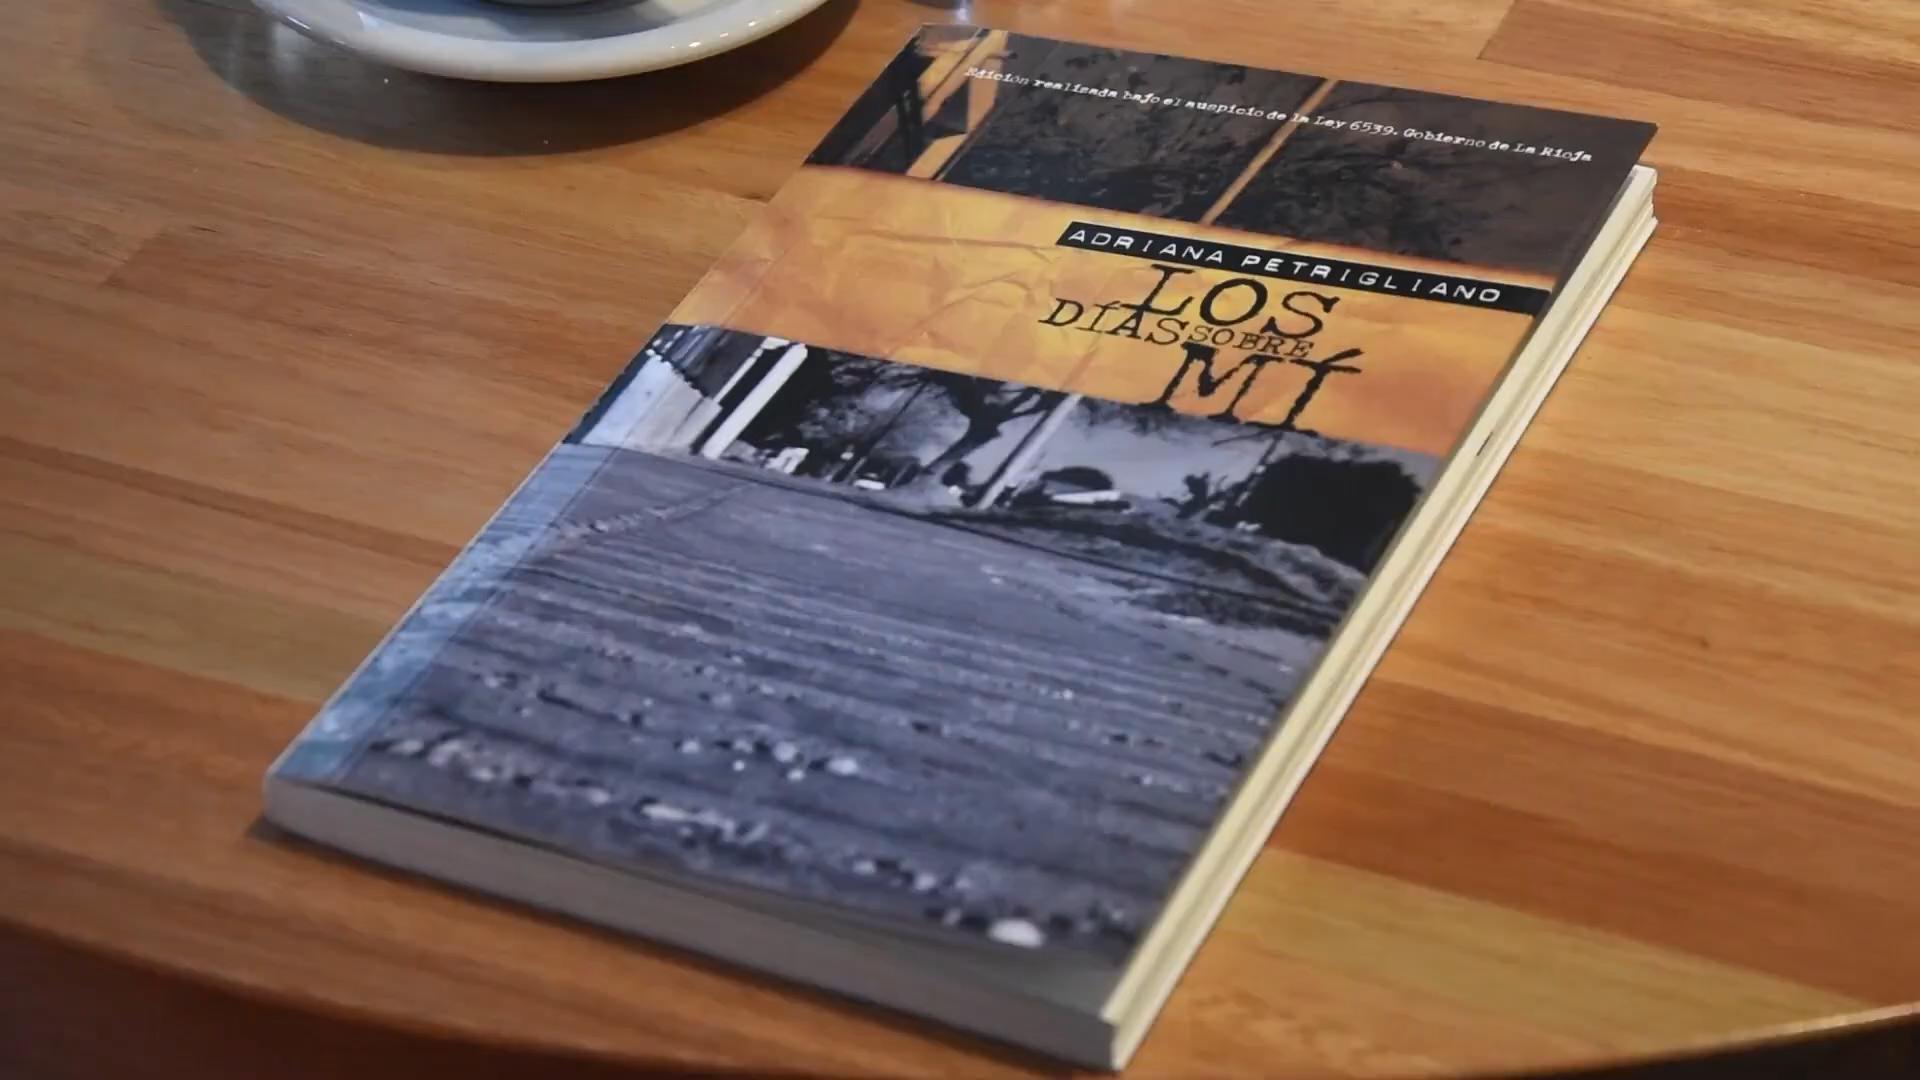 Edición realizada bajo el auspicio de la Ley 6539. Gobierno de La Rioja
ADRIANA PETRIGLIANO
LOS
DÍAS SOBRE
MÍ